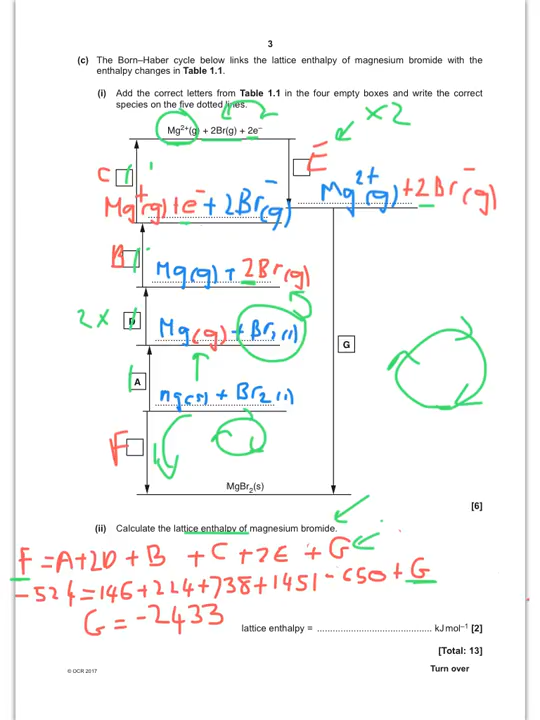 3
(c) The Born–Haber cycle below links the lattice enthalpy of magnesium bromide with the
enthalpy changes in Table 1.1.
(i) Add the correct letters from Table 1.1 in the four empty boxes and write the correct
species on the five dotted lines.
Mg²⁺(g) + 2Br(g) + 2e⁻
×2
E
C
Mg²⁺(g) + 2Br⁻(g)
Mg⁺(g) + e⁻ + 2Br⁻(g)
B
Mg(g) + 2Br(g)
2× D
Mg(g) + Br₂(l)
G
A
mg(s) + Br₂(l)
F
MgBr₂(s)
[6]
(ii) Calculate the lattice enthalpy of magnesium bromide.
F = A+2D + B + C + 2E + G
-524 = 146 + 224 + 738 + 1451 - 650 + G
G = -2433
lattice enthalpy = ............................................ kJ mol⁻¹ [2]
[Total: 13]
© OCR 2017
Turn over